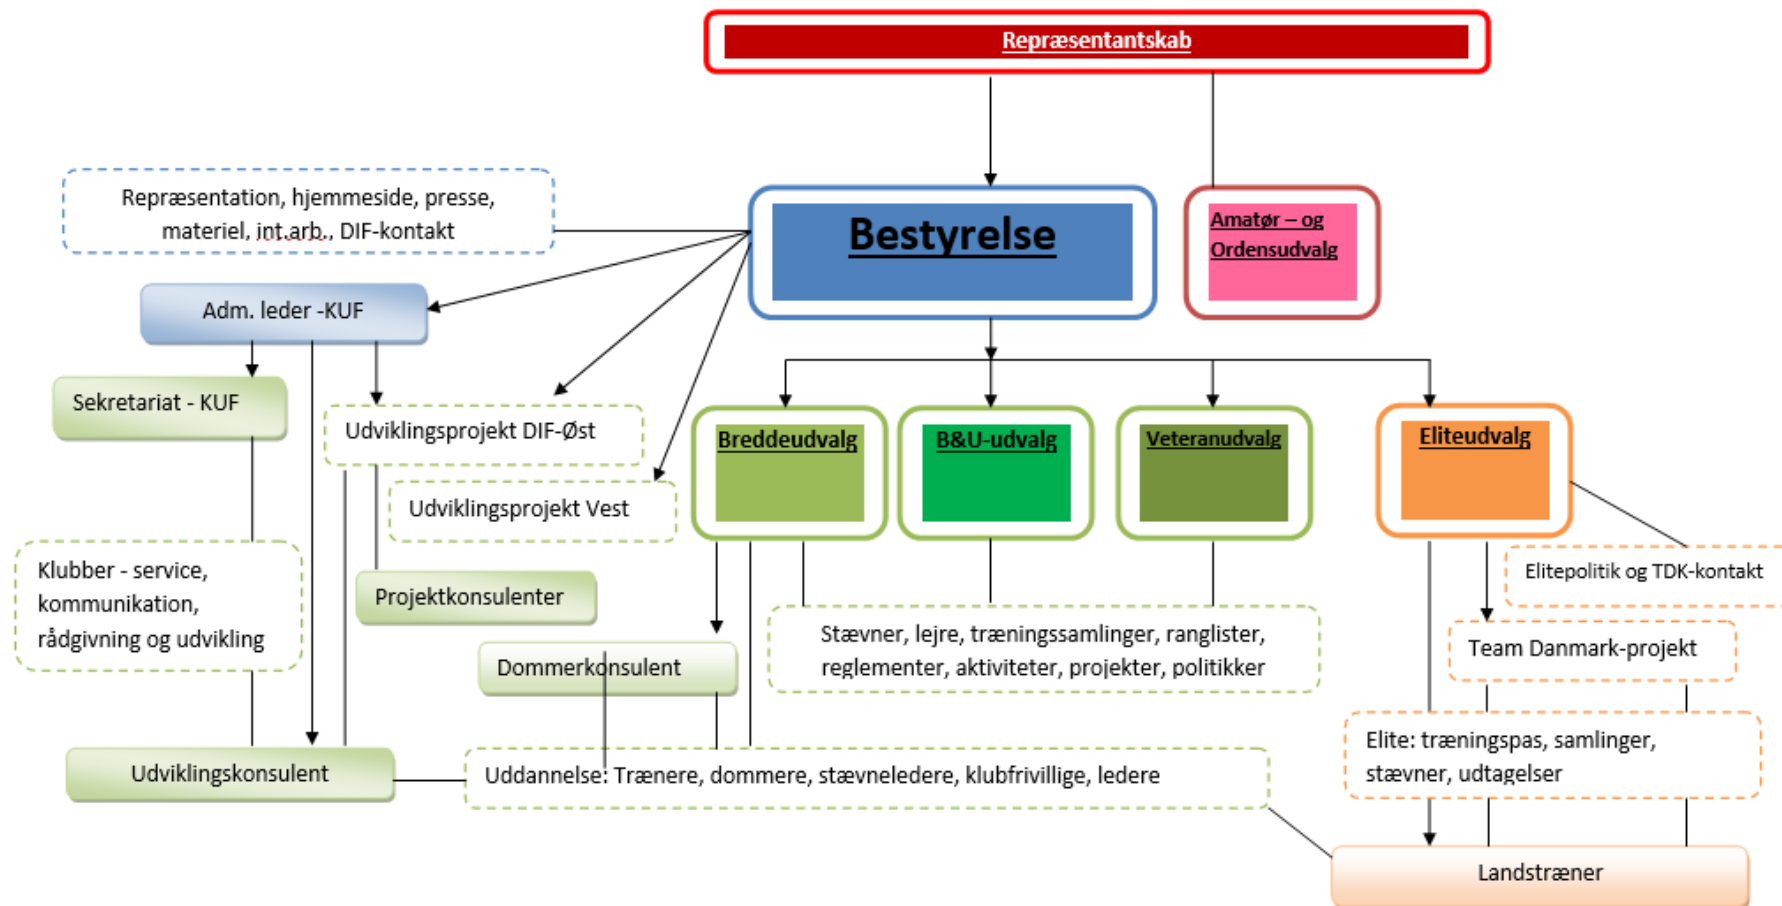 Repræsentantskab
Repræsentation, hjemmeside, presse,
materiel, int.arb., DIF-kontakt
Bestyrelse
Amatør – og
Ordensudvalg
Adm. leder -KUF
Sekretariat - KUF
Udviklingsprojekt DIF-Øst
Udviklingsprojekt Vest
Breddeudvalg
B&U-udvalg
Veteranudvalg
Eliteudvalg
Klubber - service,
kommunikation,
rådgivning og udvikling
Projektkonsulenter
Elitepolitik og TDK-kontakt
Stævner, lejre, træningssamlinger, ranglister,
reglementer, aktiviteter, projekter, politikker
Team Danmark-projekt
Dommerkonsulent
Elite: træningspas, samlinger,
stævner, udtagelser
Udviklingskonsulent
Uddannelse: Trænere, dommere, stævneledere, klubfrivillige, ledere
Landstræner